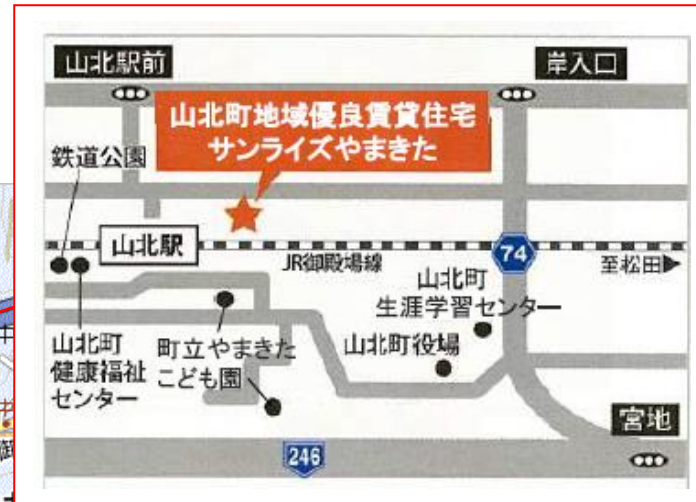 山北駅前
岸入口
山北町地域優良賃貸住宅
サンライズやまきた
鉄道公園
山北駅
JR御殿場線
74
至松田
山北町
生涯学習センター
山北町
健康福祉
センター
町立やまきた
こども園
山北町役場
宮地
246